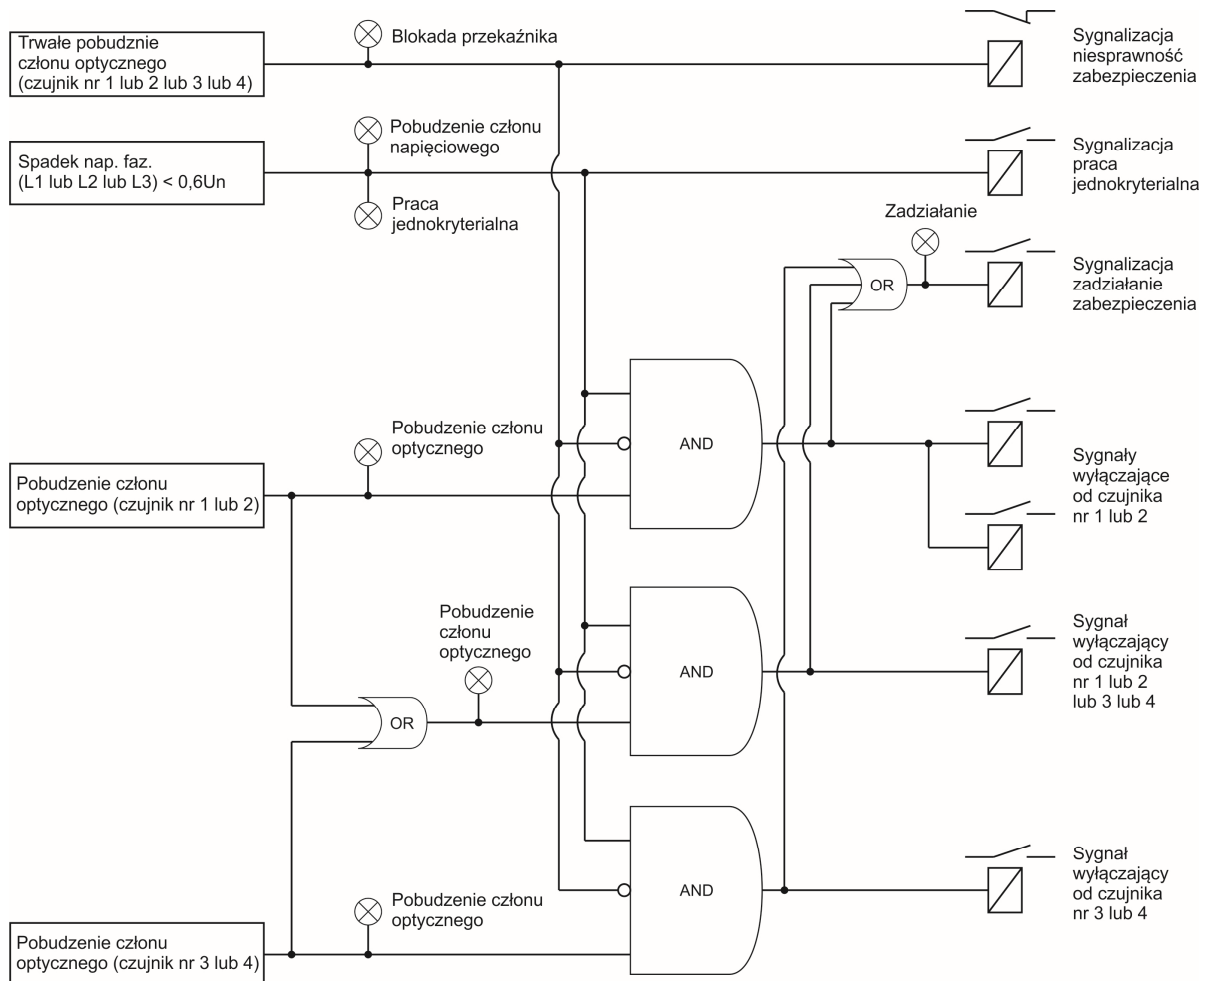 Trwałe pobudznie
członu optycznego
(czujnik nr 1 lub 2 lub 3 lub 4)
Blokada przekaźnika
Sygnalizacja
niesprawność
zabezpieczenia
Spadek nap. faz.
(L1 lub L2 lub L3) < 0,6Un
Pobudzenie członu
napięciowego
Praca
jednokryterialna
Sygnalizacja
praca
jednokryterialna
Zadziałanie
OR
Sygnalizacja
zadziałanie
zabezpieczenia
Pobudzenie członu
optycznego (czujnik nr 1 lub 2)
Pobudzenie członu
optycznego
AND
Sygnały
wyłączające
od czujnika
nr 1 lub 2
Pobudzenie
członu
optycznego
OR
AND
Sygnał
wyłączający
od czujnika
nr 1 lub 2
lub 3 lub 4
Pobudzenie członu
optycznego (czujnik nr 3 lub 4)
Pobudzenie członu
optycznego
AND
Sygnał
wyłączający
od czujnika
nr 3 lub 4